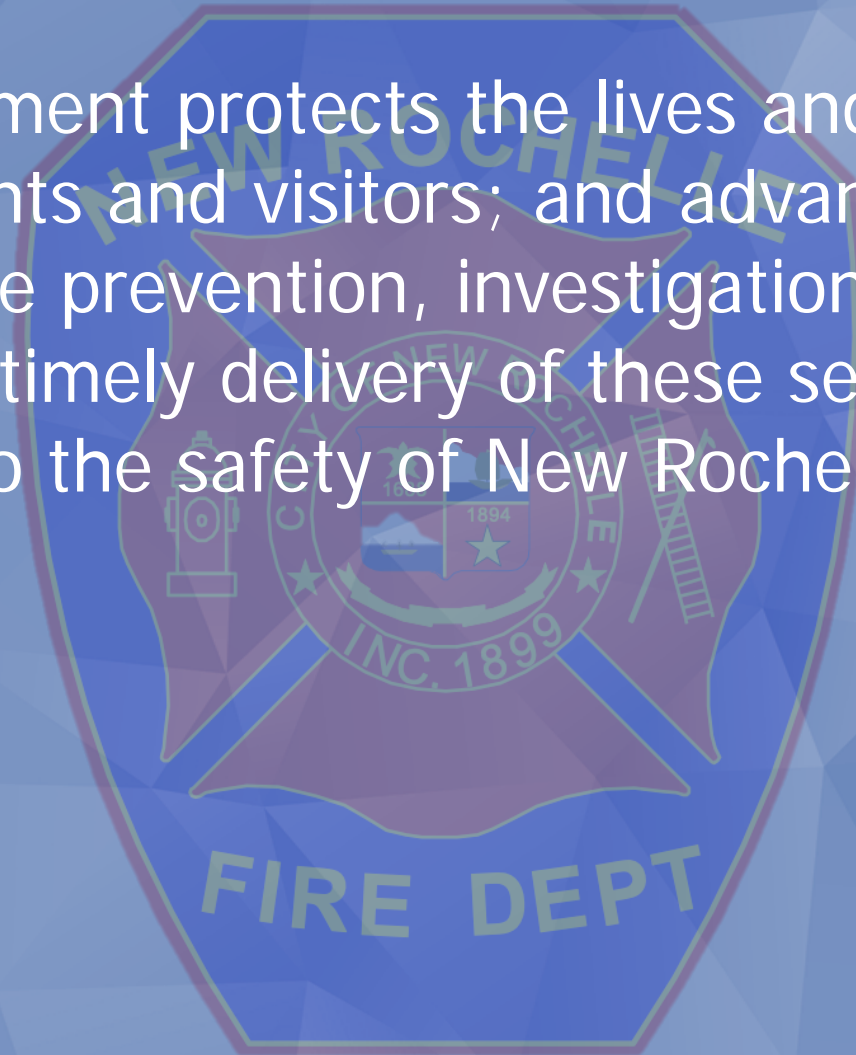 ment protects the lives and
NEW ROCHELLE
nts and visitors; and advan
e prevention, investigation
timely delivery of these se
o the safety of New Roche
CITY OF NEW ROCHELLE
1688
1894
INC. 1899
FIRE DEPT